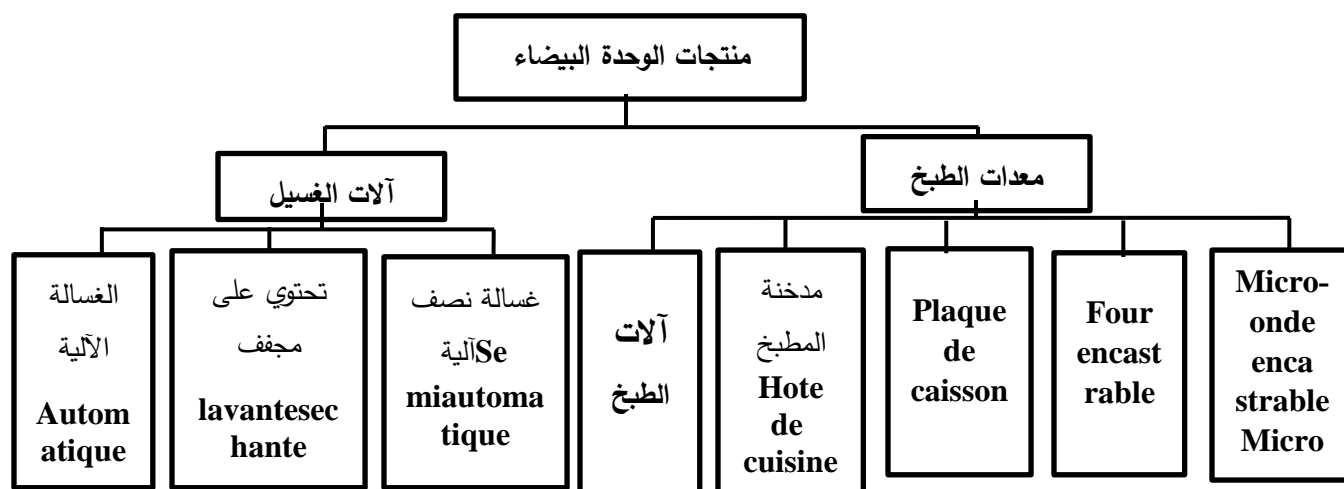 منتجات الوحدة البيضاء
معدات الطبخ
آلات الغسيل
Micro-
onde
enca
strable
Micro
Four
encast
rable
Plaque
de
caisson
مدخنة
المطبخ
Hote
de
cuisine
آلات
الطبخ
غسالة نصف
آليةSe
miautoma
tique
تحتوي على
مجفف
lavantesec
hante
الغسالة
الآلية
Autom
atique